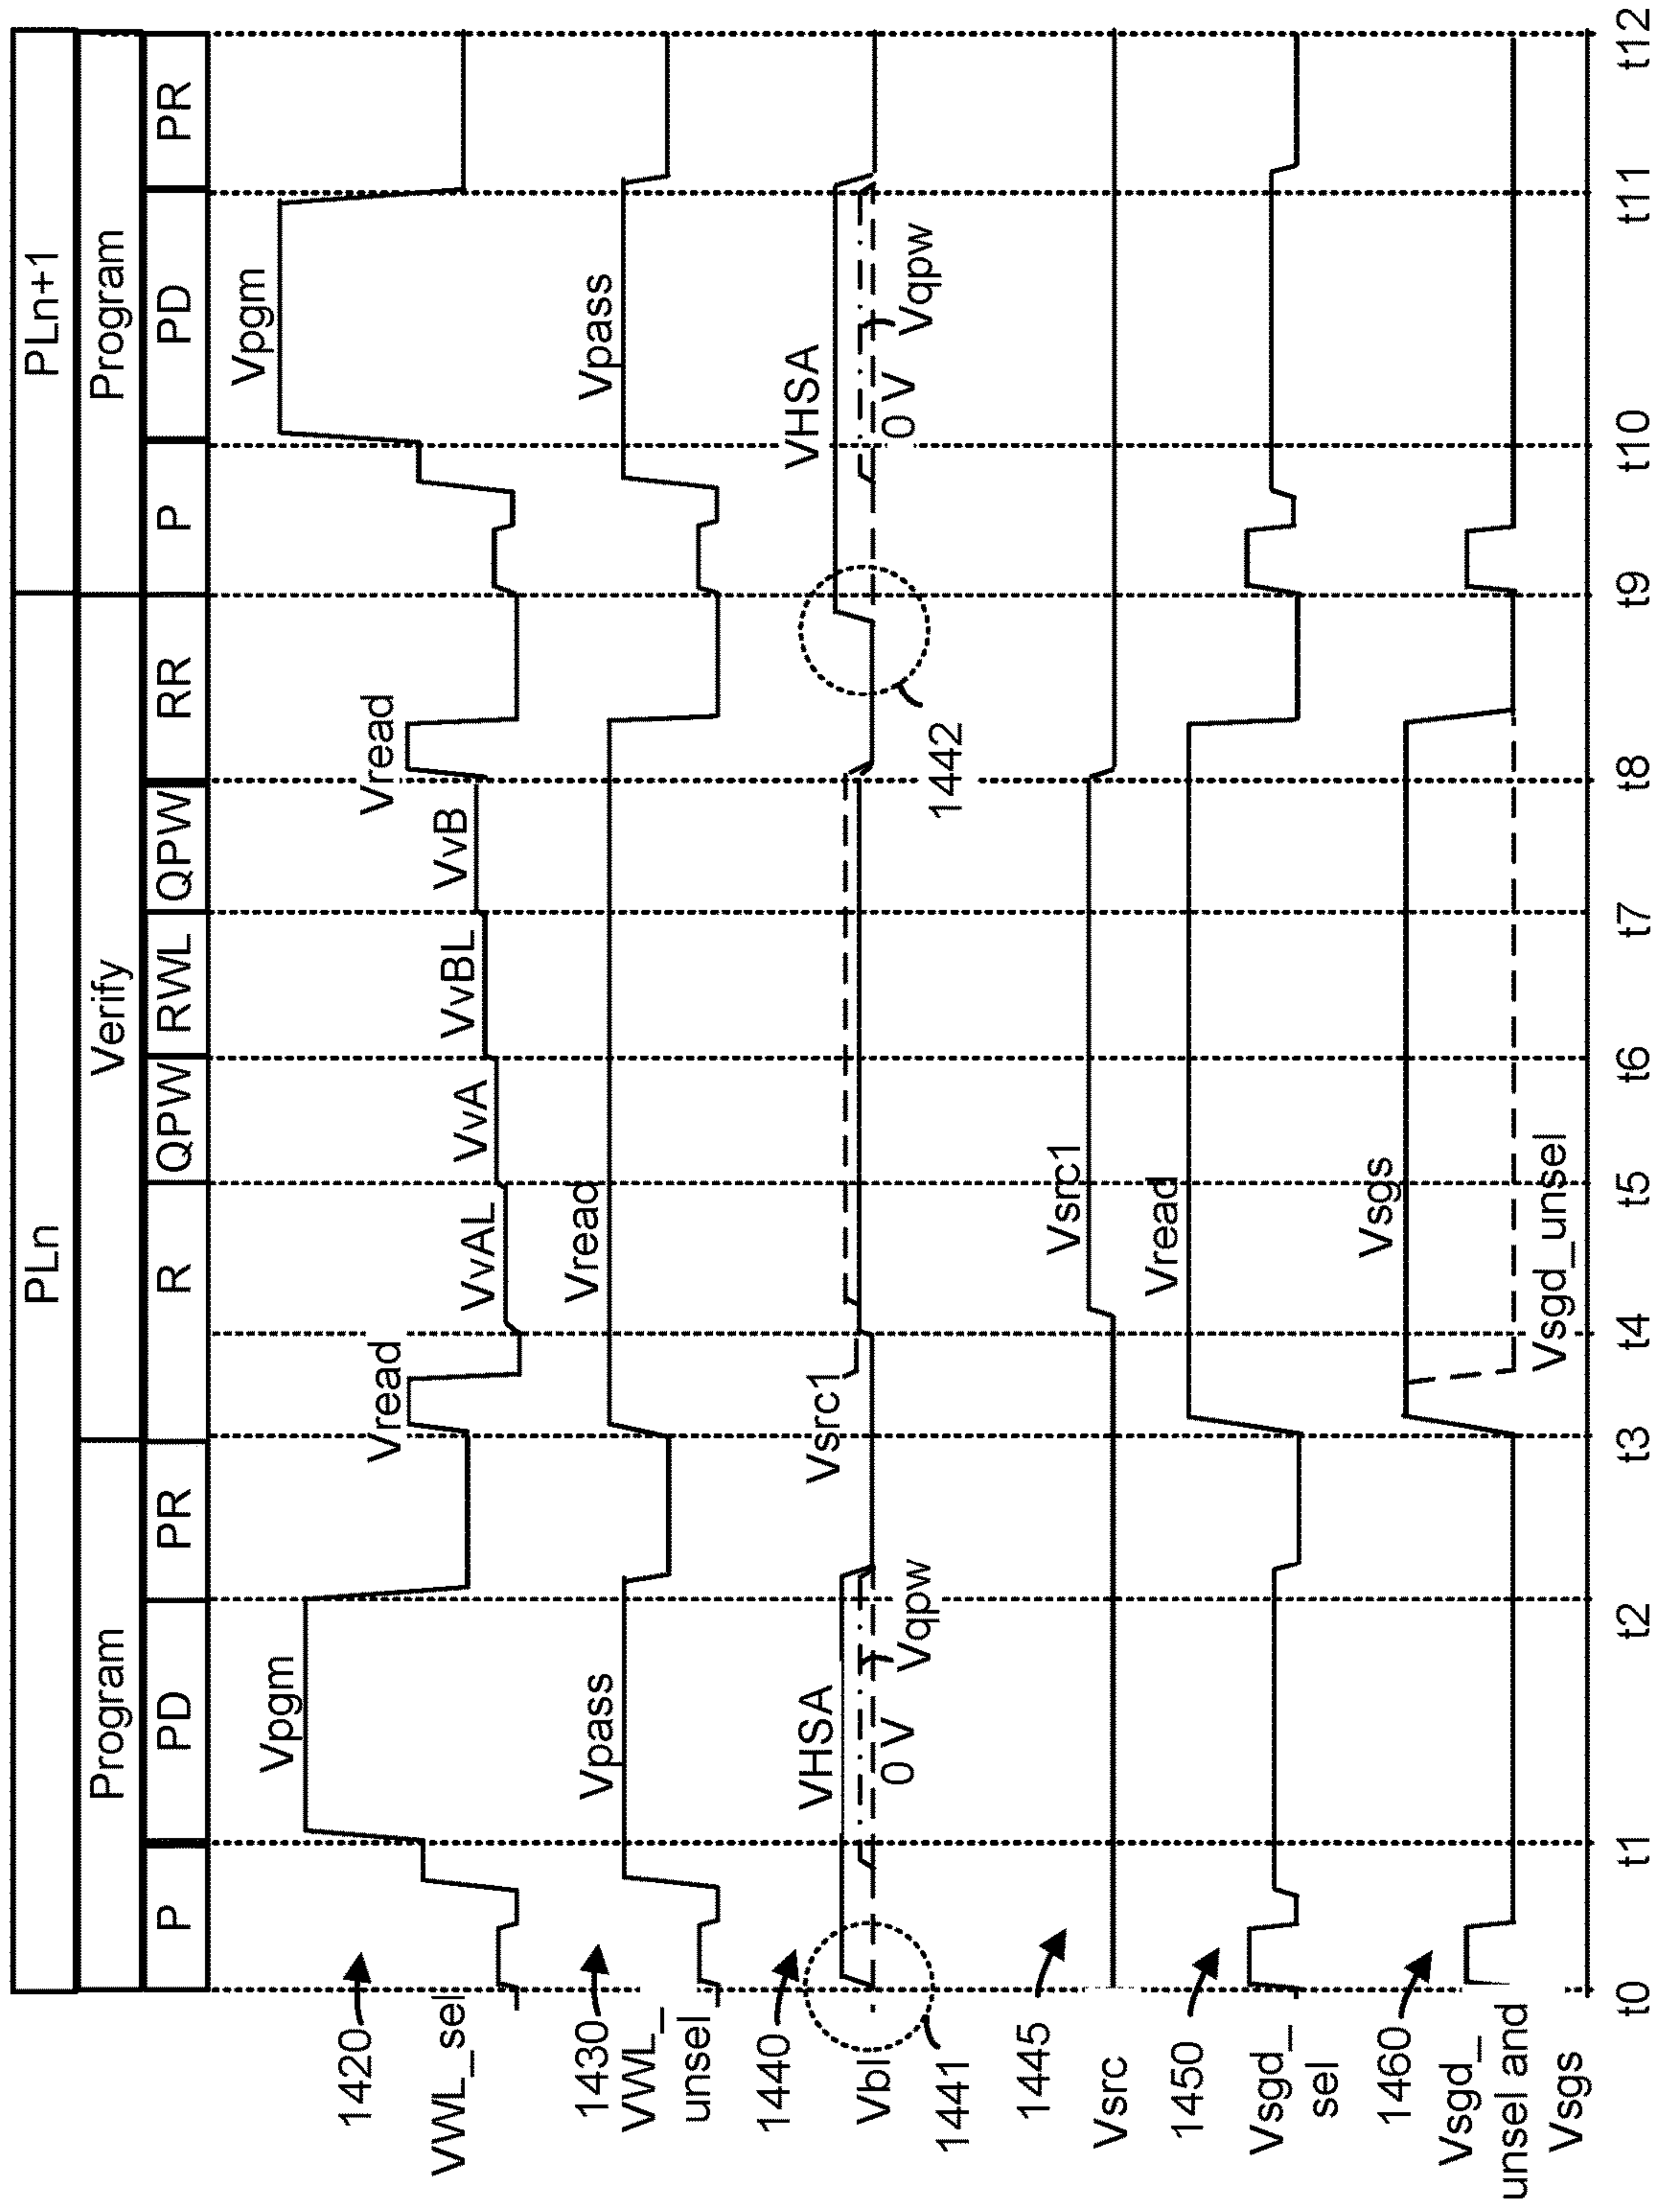 PLn
PLn+1
Program
Verify
Program
P
PD
PR
R
QPW
RWL
QPW
RR
P
PD
PR
1420
VWL_sel
Vpgm
Vread
VvAL
VvA
VvBL
VvB
Vread
Vpgm
1430
VWL_
unsel
Vpass
Vread
Vpass
1440
Vbl
1441
VHSA
0 V
Vqpw
Vsrc1
1442
VHSA
0 V
Vqpw
1445
Vsrc
Vsrc1
1450
Vsgd_
sel
Vread
1460
Vsgd_
unsel and
Vsgs
Vsgs
Vsgd_unsel
t0
t1
t2
t3
t4
t5
t6
t7
t8
t9
t10
t11
t12